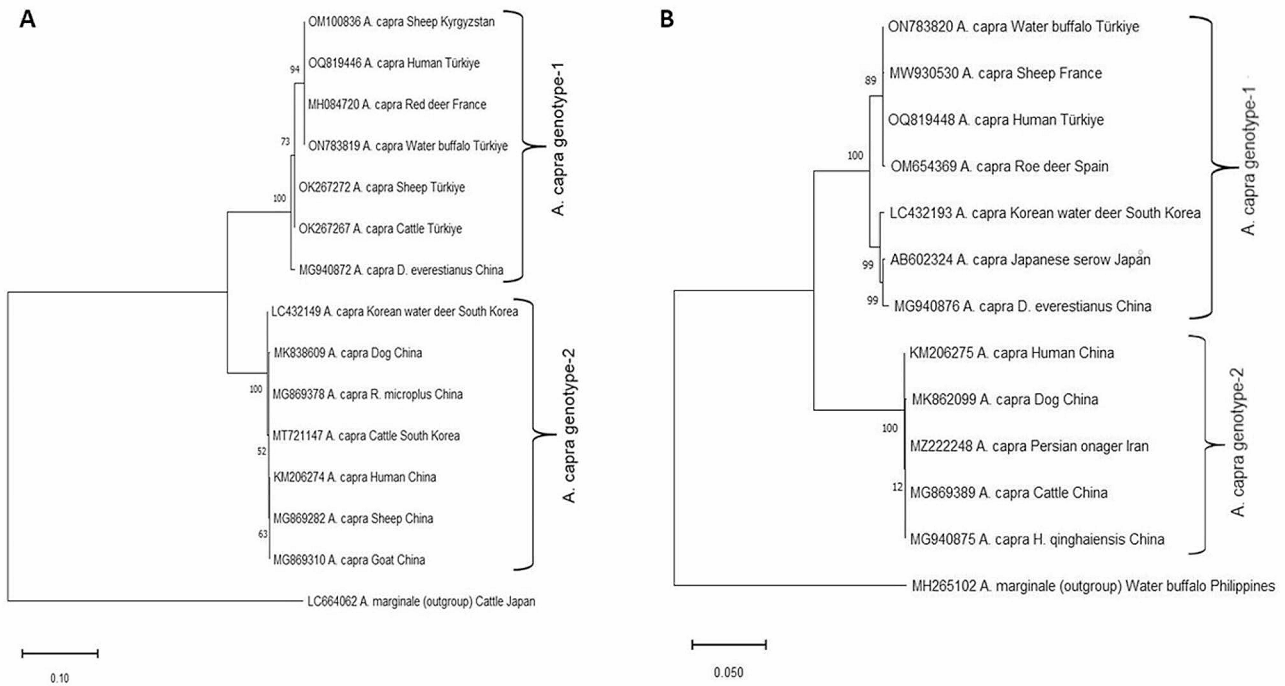 A
OM100836 A. capra Sheep Kyrgyzstan
OQ819446 A. capra Human Türkiye
94
MH084720 A. capra Red deer France
73
ON783819 A. capra Water buffalo Türkiye
OK267272 A. capra Sheep Türkiye
100
OK267267 A. capra Cattle Türkiye
MG940872 A. capra D. everestianus China
A. capra genotype-1
LC432149 A. capra Korean water deer South Korea
MK838609 A. capra Dog China
100
MG869378 A. capra R. microplus China
MT721147 A. capra Cattle South Korea
52
KM206274 A. capra Human China
MG869282 A. capra Sheep China
63
MG869310 A. capra Goat China
A. capra genotype-2
LC664062 A. marginale (outgroup) Cattle Japan
0.10
B
ON783820 A. capra Water buffalo Türkiye
89
MW930530 A. capra Sheep France
OQ819448 A. capra Human Türkiye
100
OM654369 A. capra Roe deer Spain
LC432193 A. capra Korean water deer South Korea
99
AB602324 A. capra Japanese serow Japan
99
MG940876 A. capra D. everestianus China
A. capra genotype-1
KM206275 A. capra Human China
MK862099 A. capra Dog China
100
MZ222248 A. capra Persian onager Iran
12
MG869389 A. capra Cattle China
MG940875 A. capra H. qinghaiensis China
A. capra genotype-2
MH265102 A. marginale (outgroup) Water buffalo Philippines
0.050